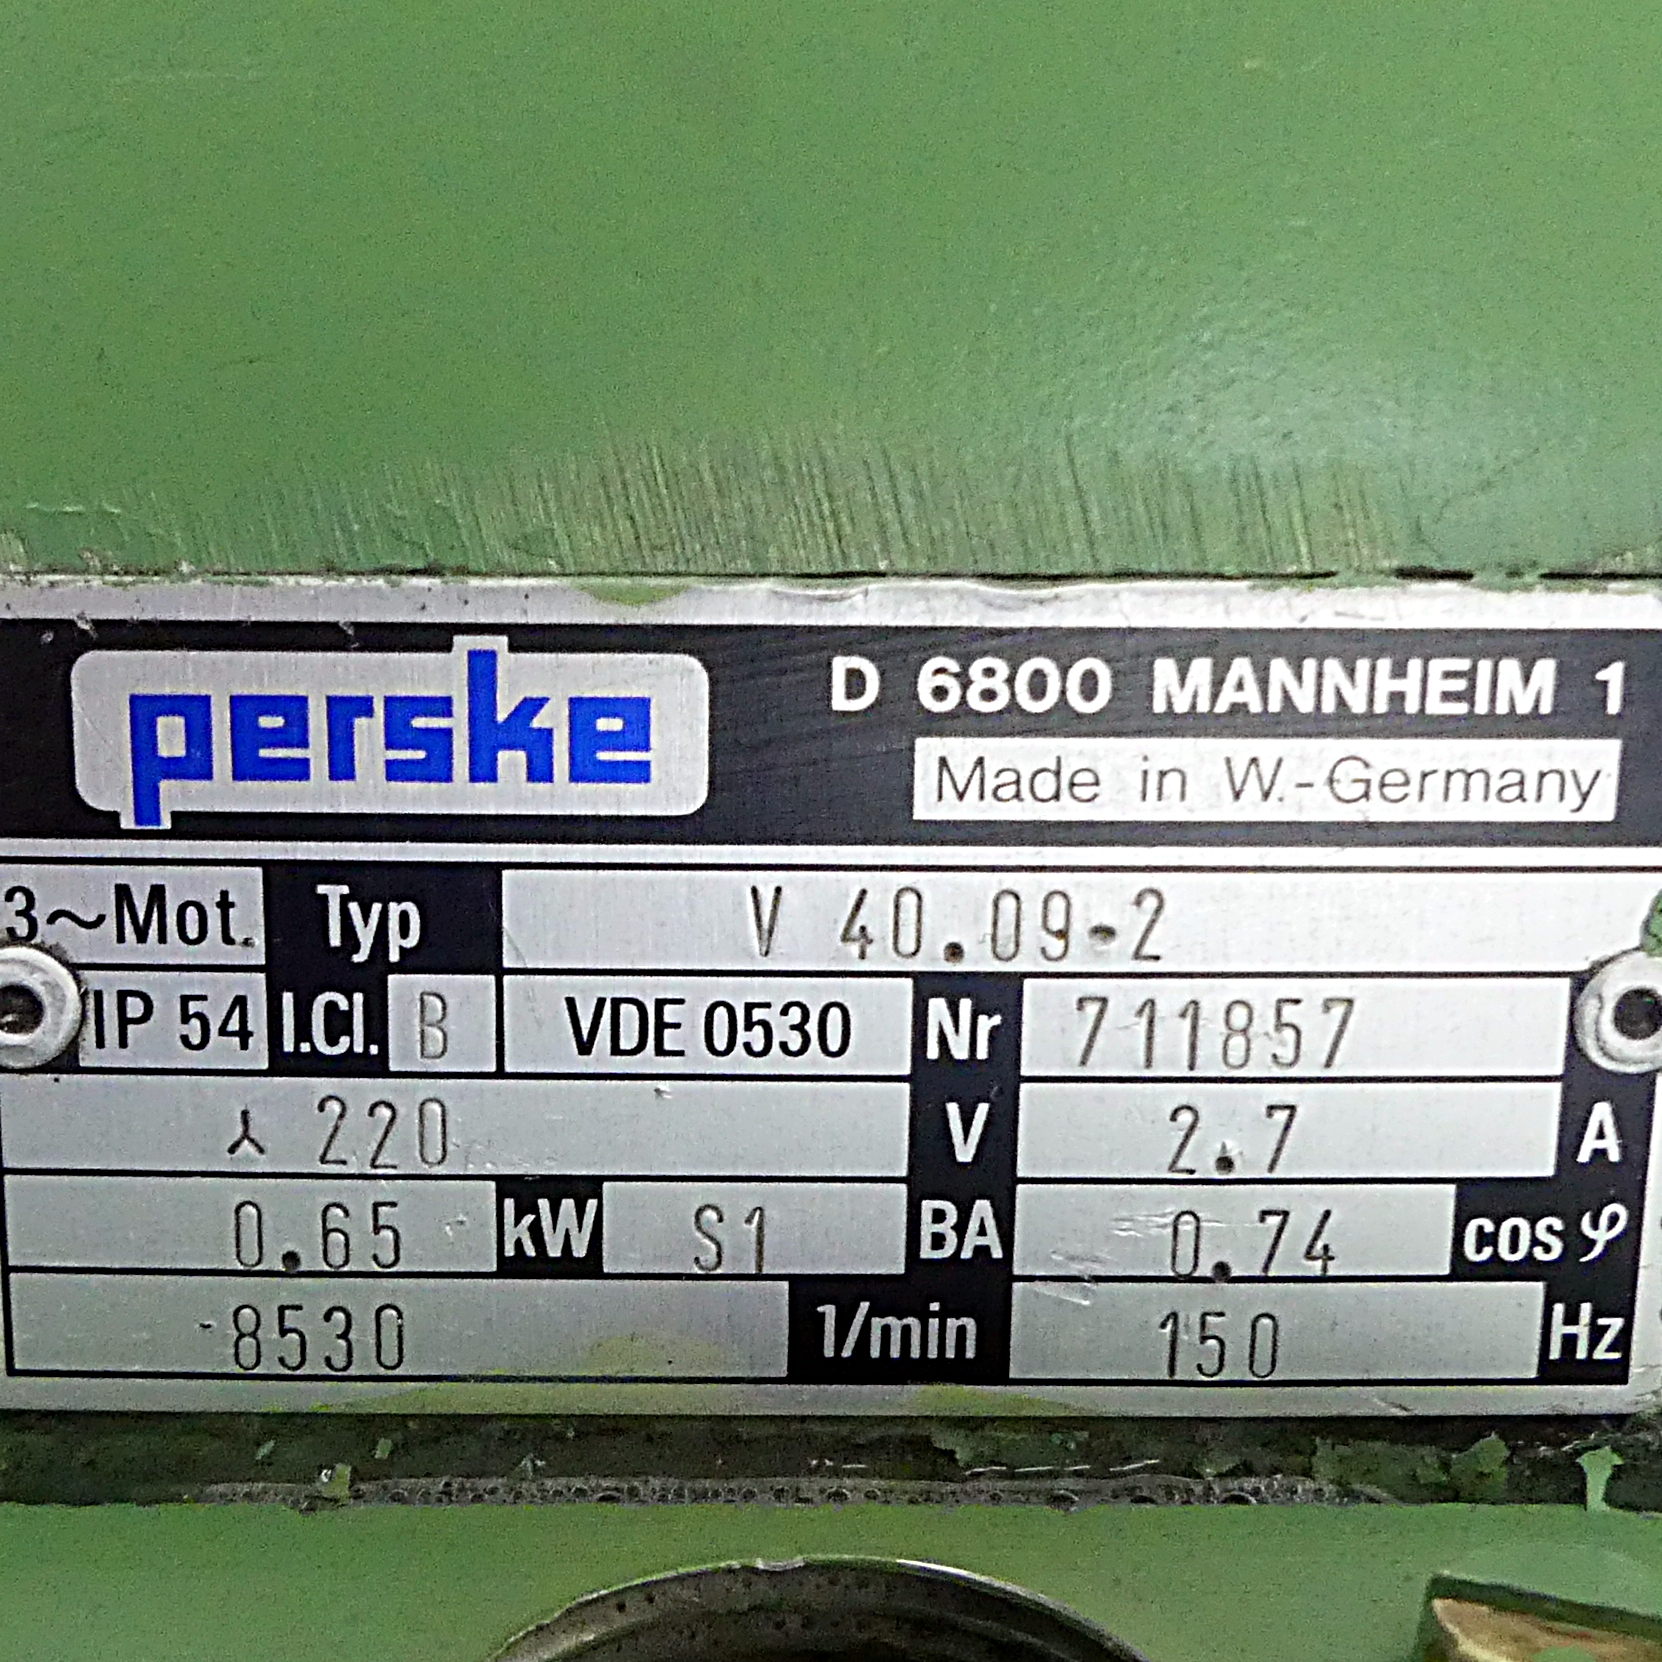 perske D 6800 MANNHEIM 1
Made in W.-Germany
3~Mot. Typ V 40.09-2
IP 54 I.Cl. B VDE 0530 Nr 711857
⅄ 220 V 2.7 A
0.65 kW S1 BA 0.74 cos φ
8530 1/min 150 Hz